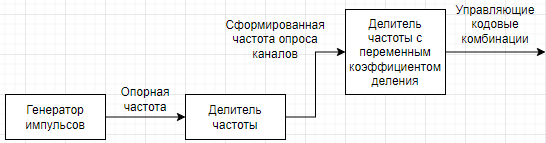 Генератор
импульсов
Опорная
частота
Делитель
частоты
Сформированная
частота опроса
каналов
Делитель
частоты с
переменным
коэффициентом
деления
Управляющие
кодовые
комбинации